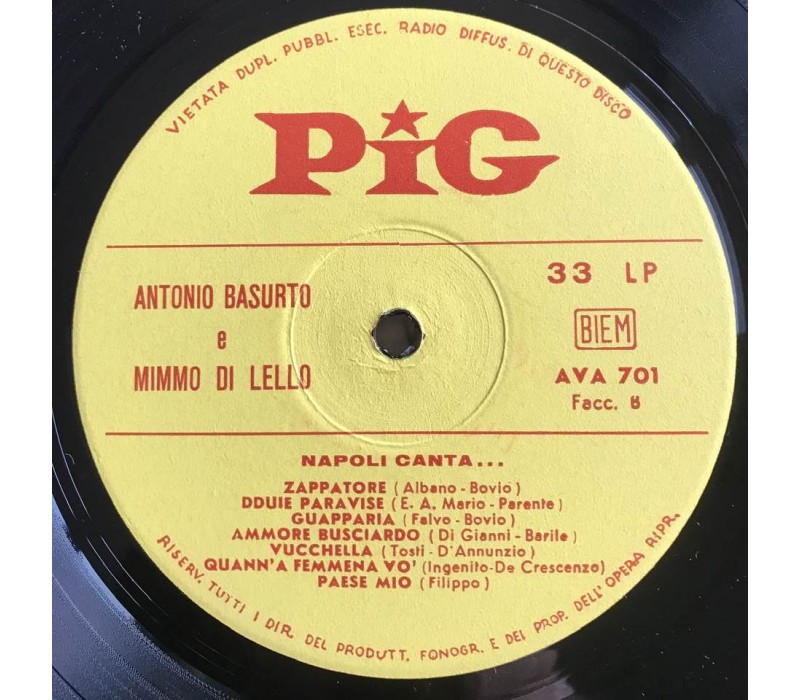 VIETATA DUPL. PUBBL. ESEC. RADIO DIFFUS. DI QUESTO DISCO
PiG
ANTONIO BASURTO
e
MIMMO DI LELLO
33 LP
BIEM
AVA 701
Facc. B
NAPOLI CANTA...
ZAPPATORE (Albano - Bovio)
DDUIE PARAVISE (E. A. Mario - Parente)
GUAPPARIA (Falvo - Bovio)
AMMORE BUSCIARDO (Di Gianni - Barile)
VUCCHELLA (Tosti - D'Annunzio)
QUANN'A FEMMENA VO' (Ingenito-De Crescenzo)
PAESE MIO (Filippo)
RISERV. TUTTI I DIR. DEL PRODUTT. FONOGR. E DEI PROP. DELL'OPERA RIPR.